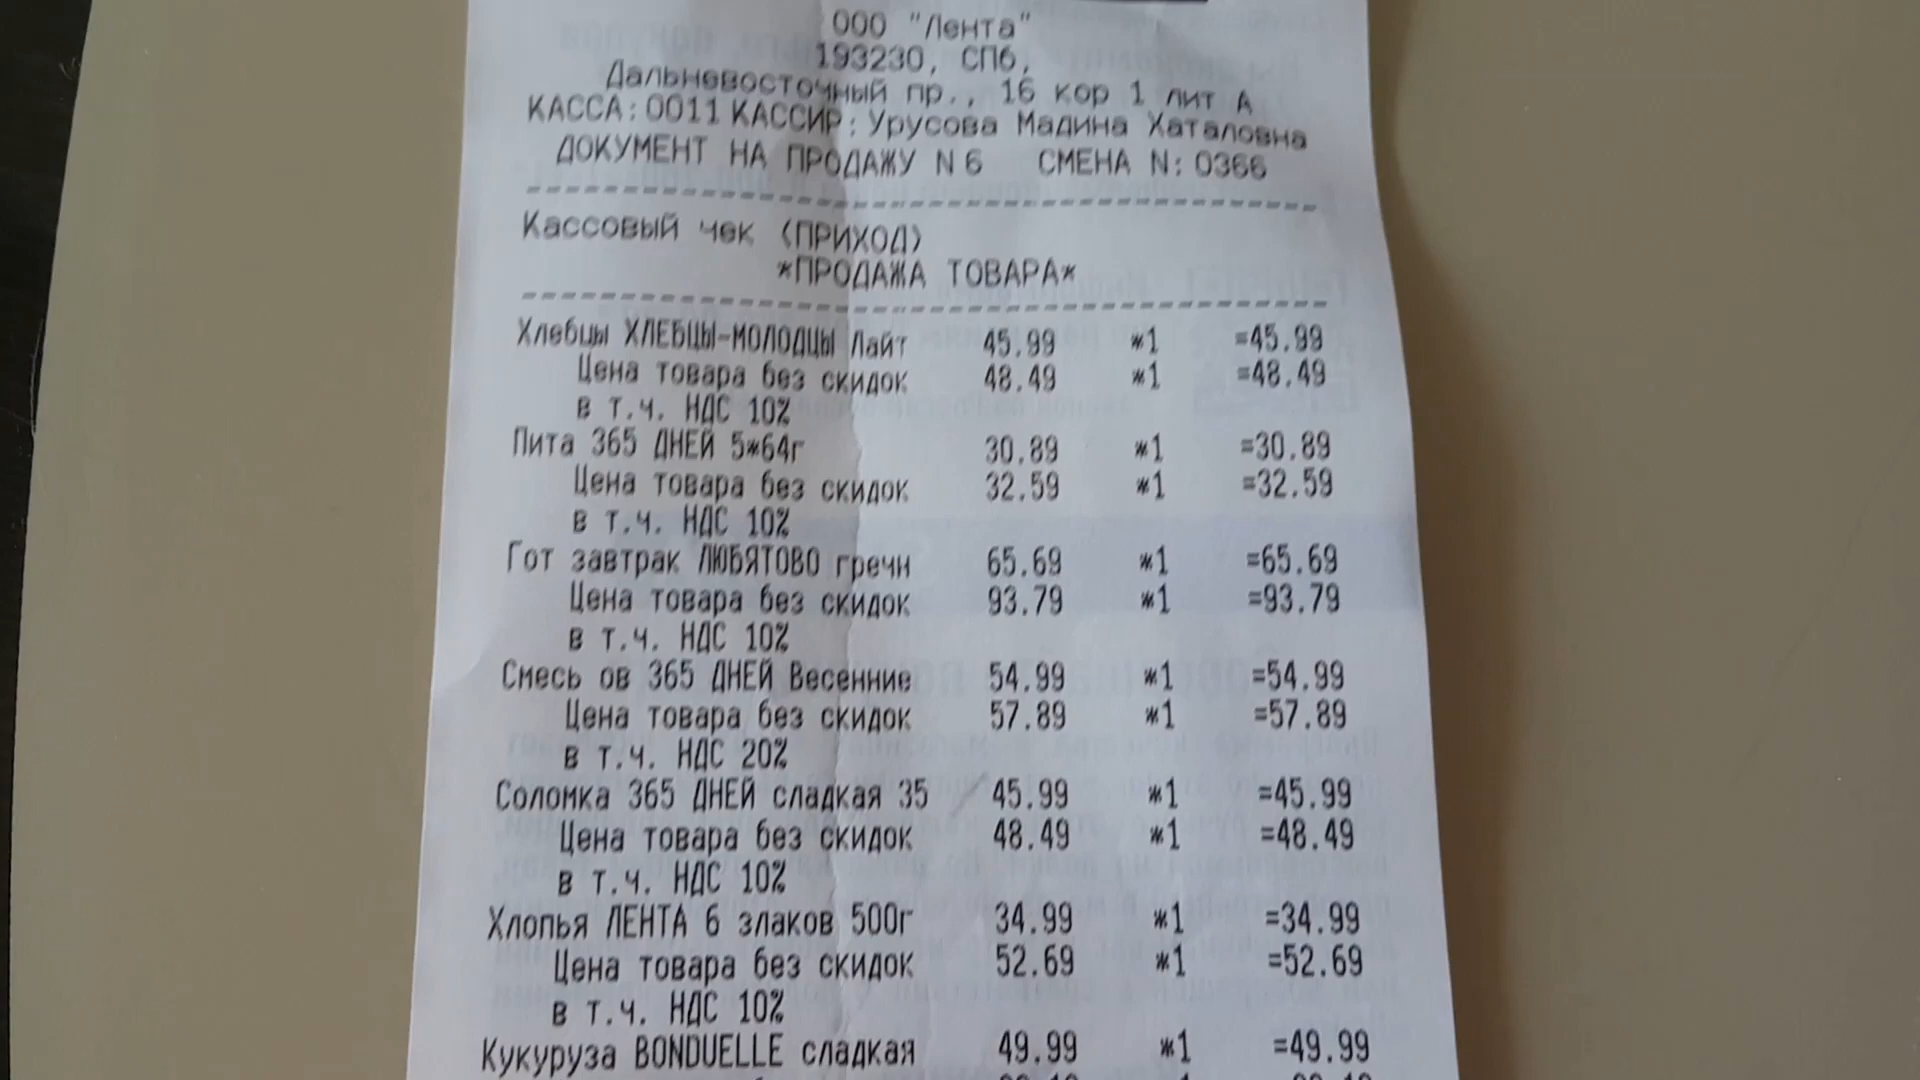 ООО "Лента"
193230, СПб,
Дальневосточный пр., 16 кор 1 лит А
КАССА:0011 КАССИР:Урусова Мадина Хаталовна
ДОКУМЕНТ НА ПРОДАЖУ N 6 СМЕНА N:0366
Кассовый чек (ПРИХОД)
*ПРОДАЖА ТОВАРА*
Хлебцы ХЛЕБЦЫ-МОЛОДЦЫ Лайт 45.99 *1 =45.99
Цена товара без скидок 48.49 *1 =48.49
в т.ч. НДС 10%
Пита 365 ДНЕЙ 5*64г 30.89 *1 =30.89
Цена товара без скидок 32.59 *1 =32.59
в т.ч. НДС 10%
Гот завтрак ЛЮБЯТОВО гречн 65.69 *1 =65.69
Цена товара без скидок 93.79 *1 =93.79
в т.ч. НДС 10%
Смесь ов 365 ДНЕЙ Весенние 54.99 *1 =54.99
Цена товара без скидок 57.89 *1 =57.89
в т.ч. НДС 20%
Соломка 365 ДНЕЙ сладкая 35 45.99 *1 =45.99
Цена товара без скидок 48.49 *1 =48.49
в т.ч. НДС 10%
Хлопья ЛЕНТА 6 злаков 500г 34.99 *1 =34.99
Цена товара без скидок 52.69 *1 =52.69
в т.ч. НДС 10%
Кукуруза BONDUELLE сладкая 49.99 *1 =49.99